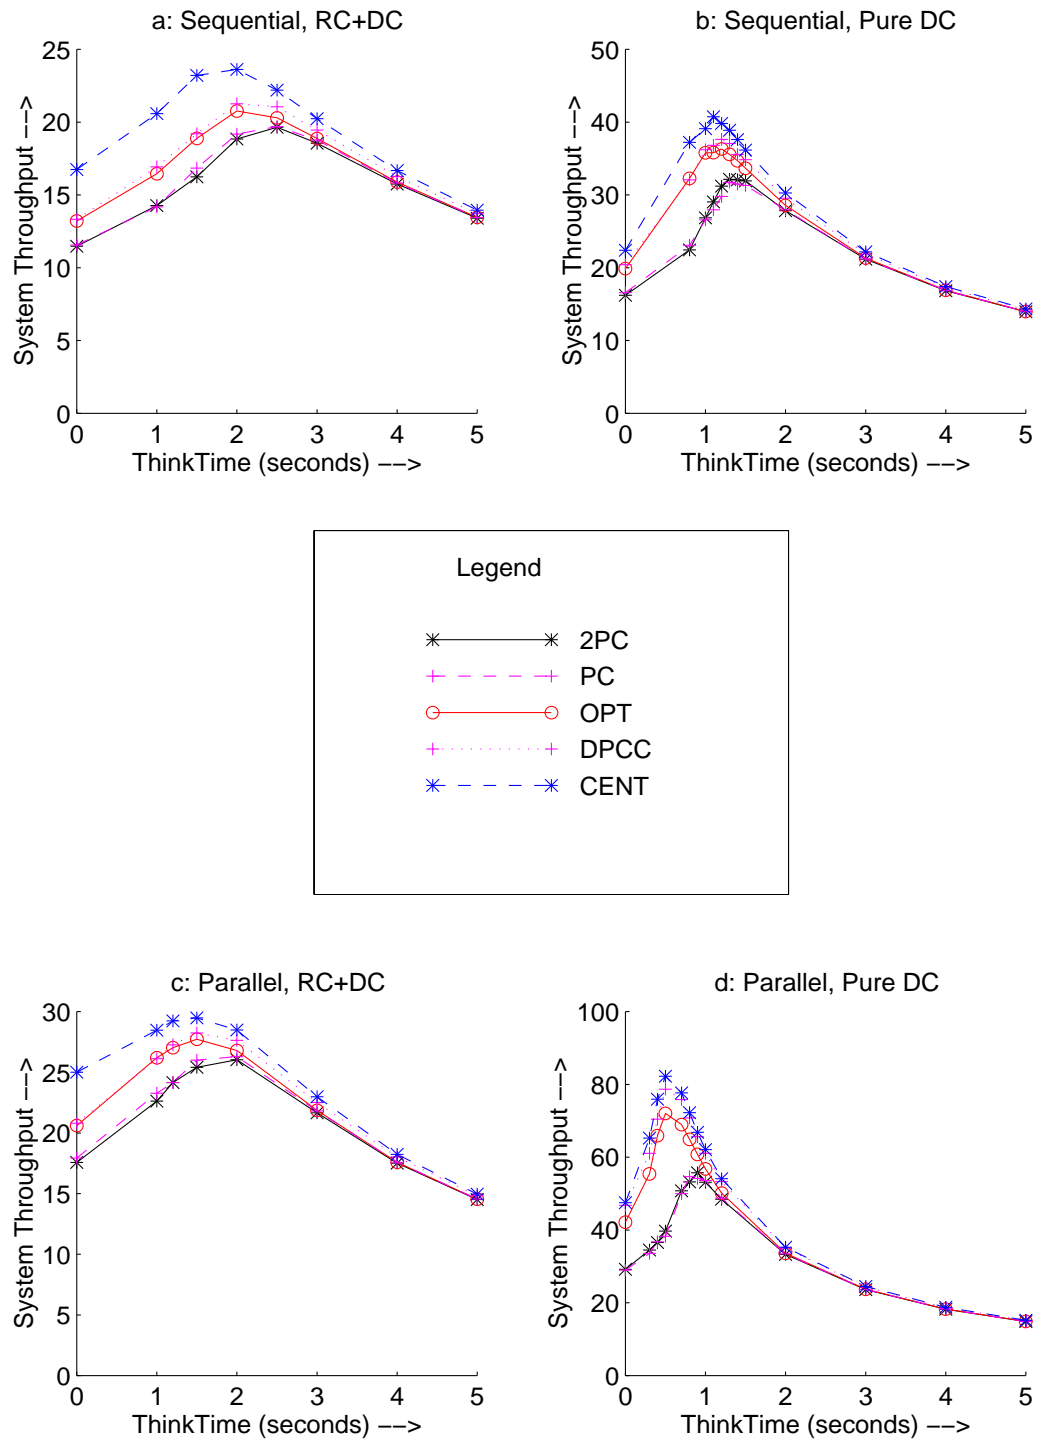 a: Sequential, RC+DC
25
20
15
10
5
0
0 1 2 3 4 5
System Throughput −−>
ThinkTime (seconds) −−>
b: Sequential, Pure DC
50
40
30
20
10
0
0 1 2 3 4 5
System Throughput −−>
ThinkTime (seconds) −−>
Legend
2PC
PC
OPT
DPCC
CENT
c: Parallel, RC+DC
30
25
20
15
10
5
0
0 1 2 3 4 5
System Throughput −−>
ThinkTime (seconds) −−>
d: Parallel, Pure DC
100
80
60
40
20
0
0 1 2 3 4 5
System Throughput −−>
ThinkTime (seconds) −−>